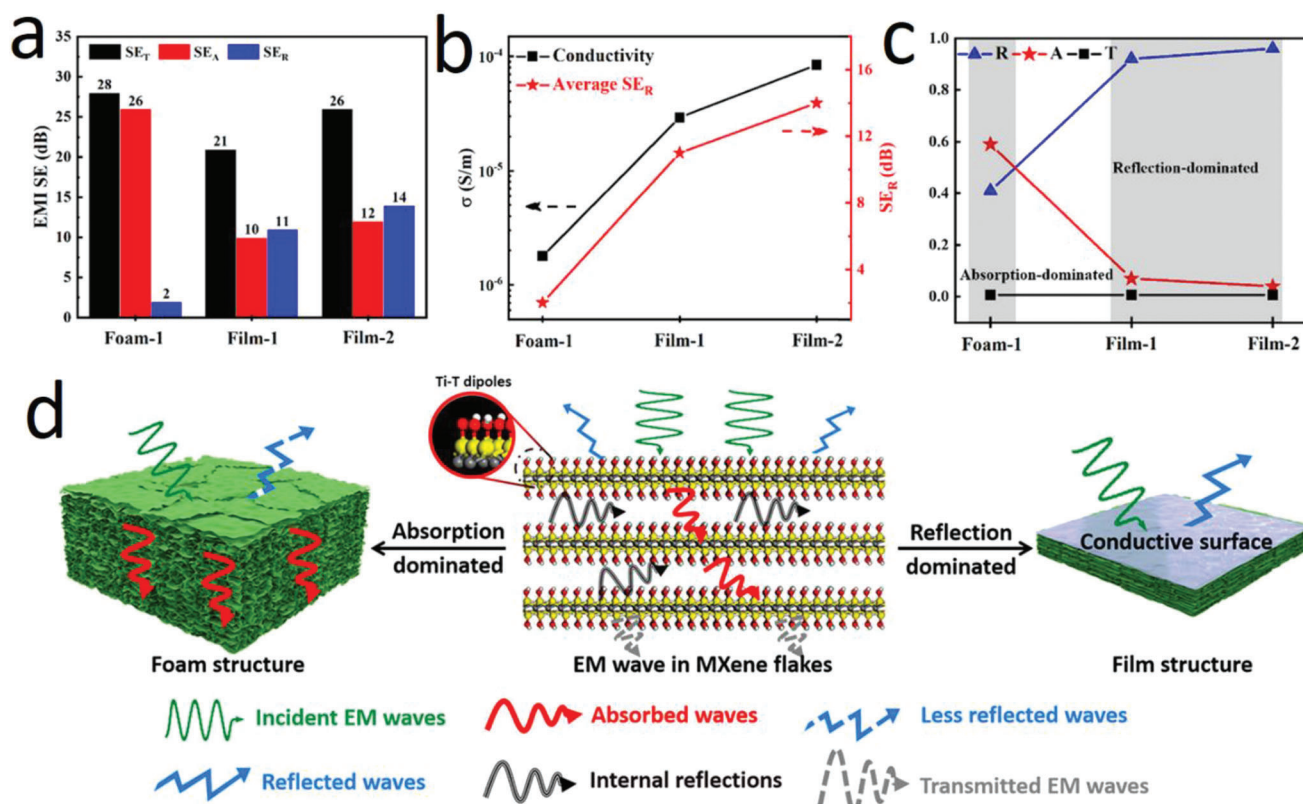 a
SE_T SE_A SE_R
EMI SE (dB)
35
30
25
20
15
10
5
0
28
26
2
21
10
11
26
12
14
Foam-1 Film-1 Film-2
b
Conductivity
Average SE_R
σ (S/m)
10⁻⁴
10⁻⁵
10⁻⁶
SE_R (dB)
16
12
8
4
Foam-1 Film-1 Film-2
c
R A T
1.0
0.8
0.6
0.4
0.2
0.0
Reflection-dominated
Absorption-dominated
Foam-1 Film-1 Film-2
d
Ti-T dipoles
Absorption
dominated
Reflection
dominated
Conductive surface
Foam structure
EM wave in MXene flakes
Film structure
Incident EM waves
Absorbed waves
Less reflected waves
Reflected waves
Internal reflections
Transmitted EM waves